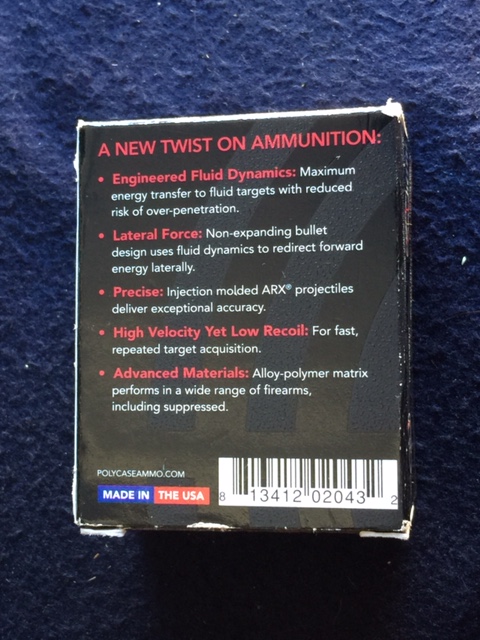 A NEW TWIST ON AMMUNITION:
• Engineered Fluid Dynamics: Maximum
energy transfer to fluid targets with reduced
risk of over-penetration.
• Lateral Force: Non-expanding bullet
design uses fluid dynamics to redirect forward
energy laterally.
• Precise: Injection molded ARX® projectiles
deliver exceptional accuracy.
• High Velocity Yet Low Recoil: For fast,
repeated target acquisition.
• Advanced Materials: Alloy-polymer matrix
performs in a wide range of firearms,
including suppressed.
POLYCASEAMMO.COM
MADE IN THE USA
8 13412 02043 2